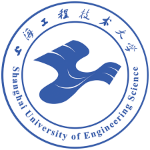 上海工程技术大学
Shanghai University of Engineering Science